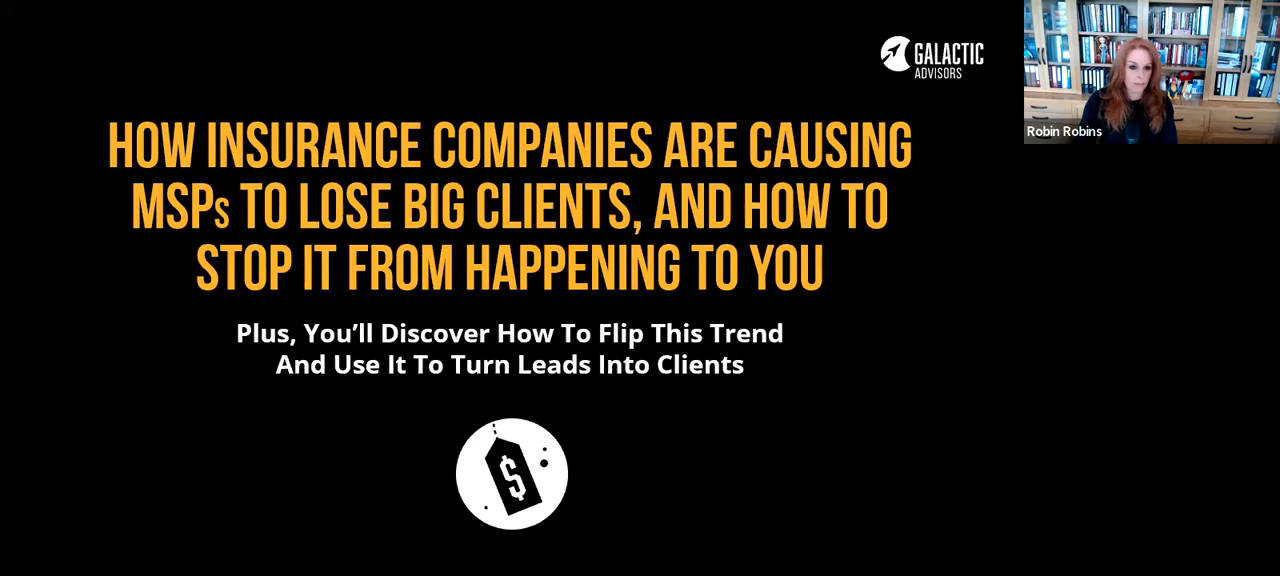 GALACTIC
ADVISORS
Robin Robins
HOW INSURANCE COMPANIES ARE CAUSING
MSPs TO LOSE BIG CLIENTS, AND HOW TO
STOP IT FROM HAPPENING TO YOU
Plus, You’ll Discover How To Flip This Trend
And Use It To Turn Leads Into Clients
$